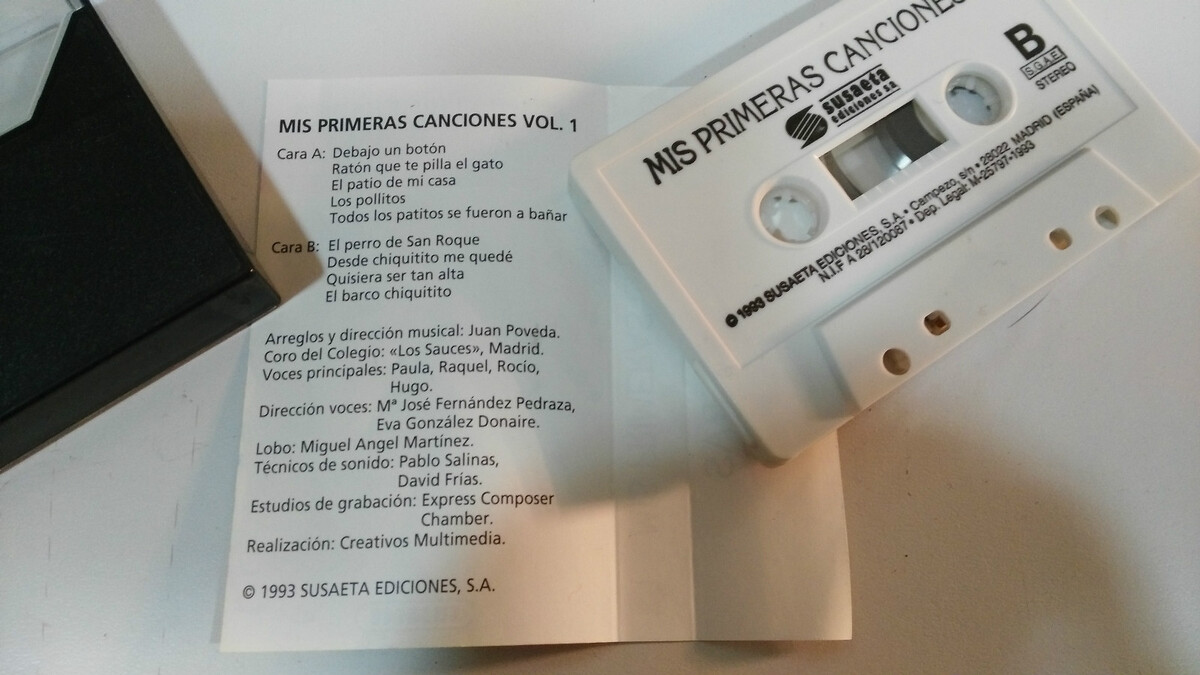 MIS PRIMERAS CANCIONES VOL. 1
Cara A: Debajo un botón
Ratón que te pilla el gato
El patio de mi casa
Los pollitos
Todos los patitos se fueron a bañar
Cara B: El perro de San Roque
Desde chiquitito me quedé
Quisiera ser tan alta
El barco chiquitito
Arreglos y dirección musical: Juan Poveda.
Coro del Colegio: «Los Sauces», Madrid.
Voces principales: Paula, Raquel, Rocío,
Hugo.
Dirección voces: Mª José Fernández Pedraza,
Eva González Donaire.
Lobo: Miguel Angel Martínez.
Técnicos de sonido: Pablo Salinas,
David Frías.
Estudios de grabación: Express Composer
Chamber.
Realización: Creativos Multimedia.
© 1993 SUSAETA EDICIONES, S.A.
MIS PRIMERAS CANCIONES
susaeta
ediciones s.a.
B
S.G.A.E.
STEREO
© 1993 SUSAETA EDICIONES, S.A. • Campezo, s/n • 28022 MADRID (ESPAÑA)
N.I.F A 28/120087 • Dep. Legal: M-25797-1993